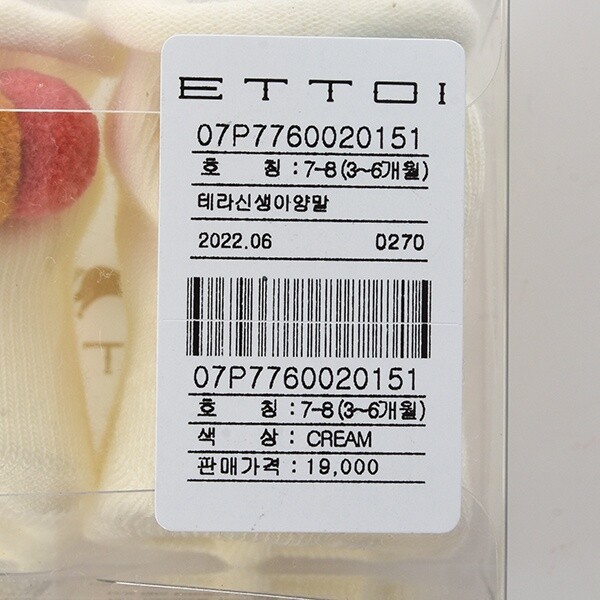 ETTOI
07P7760020151
호 칭 : 7-8 (3~6개월)
테라신생아양말
2022.06 0270
07P7760020151
호 칭 : 7-8 (3~6개월)
색 상 : CREAM
판매가격 : 19,000